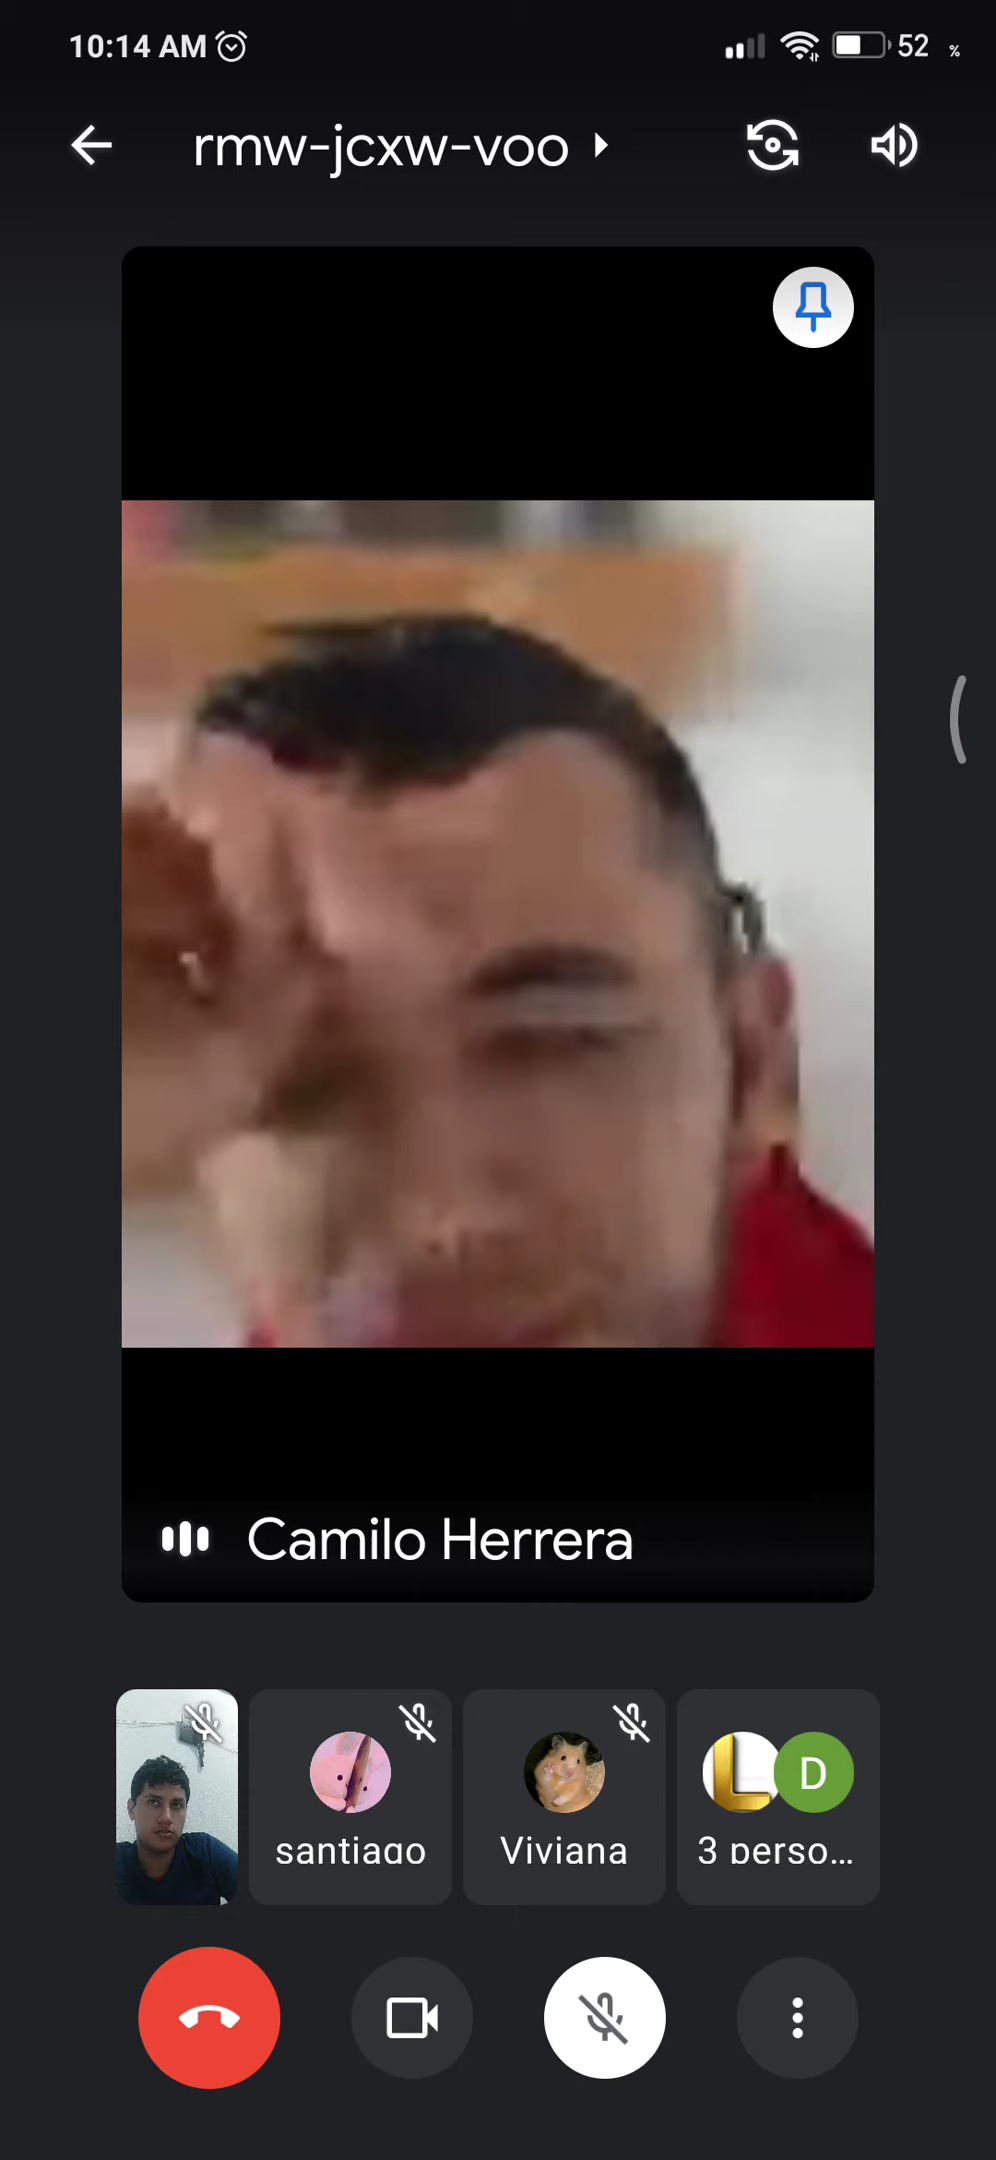 10:14 AM
52 %
rmw-jcxw-voo
Camilo Herrera
santiago
Viviana
L
D
3 perso...